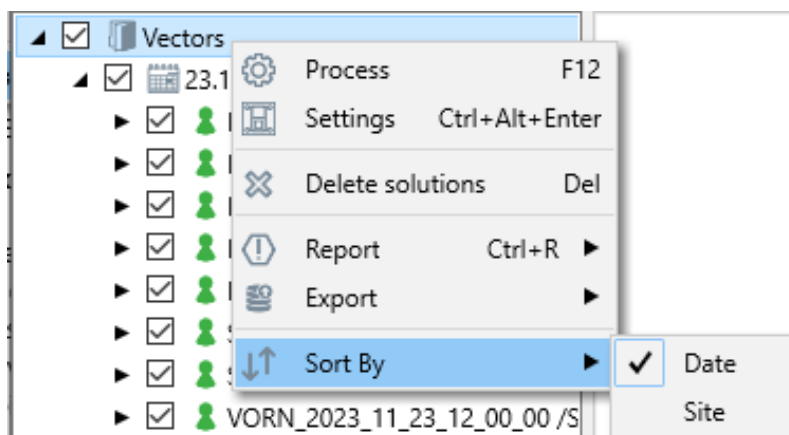 Vectors
23.1
Process F12
Settings Ctrl+Alt+Enter
Delete solutions Del
Report Ctrl+R
Export
Sort By
Date
Site
VORN_2023_11_23_12_00_00 /S